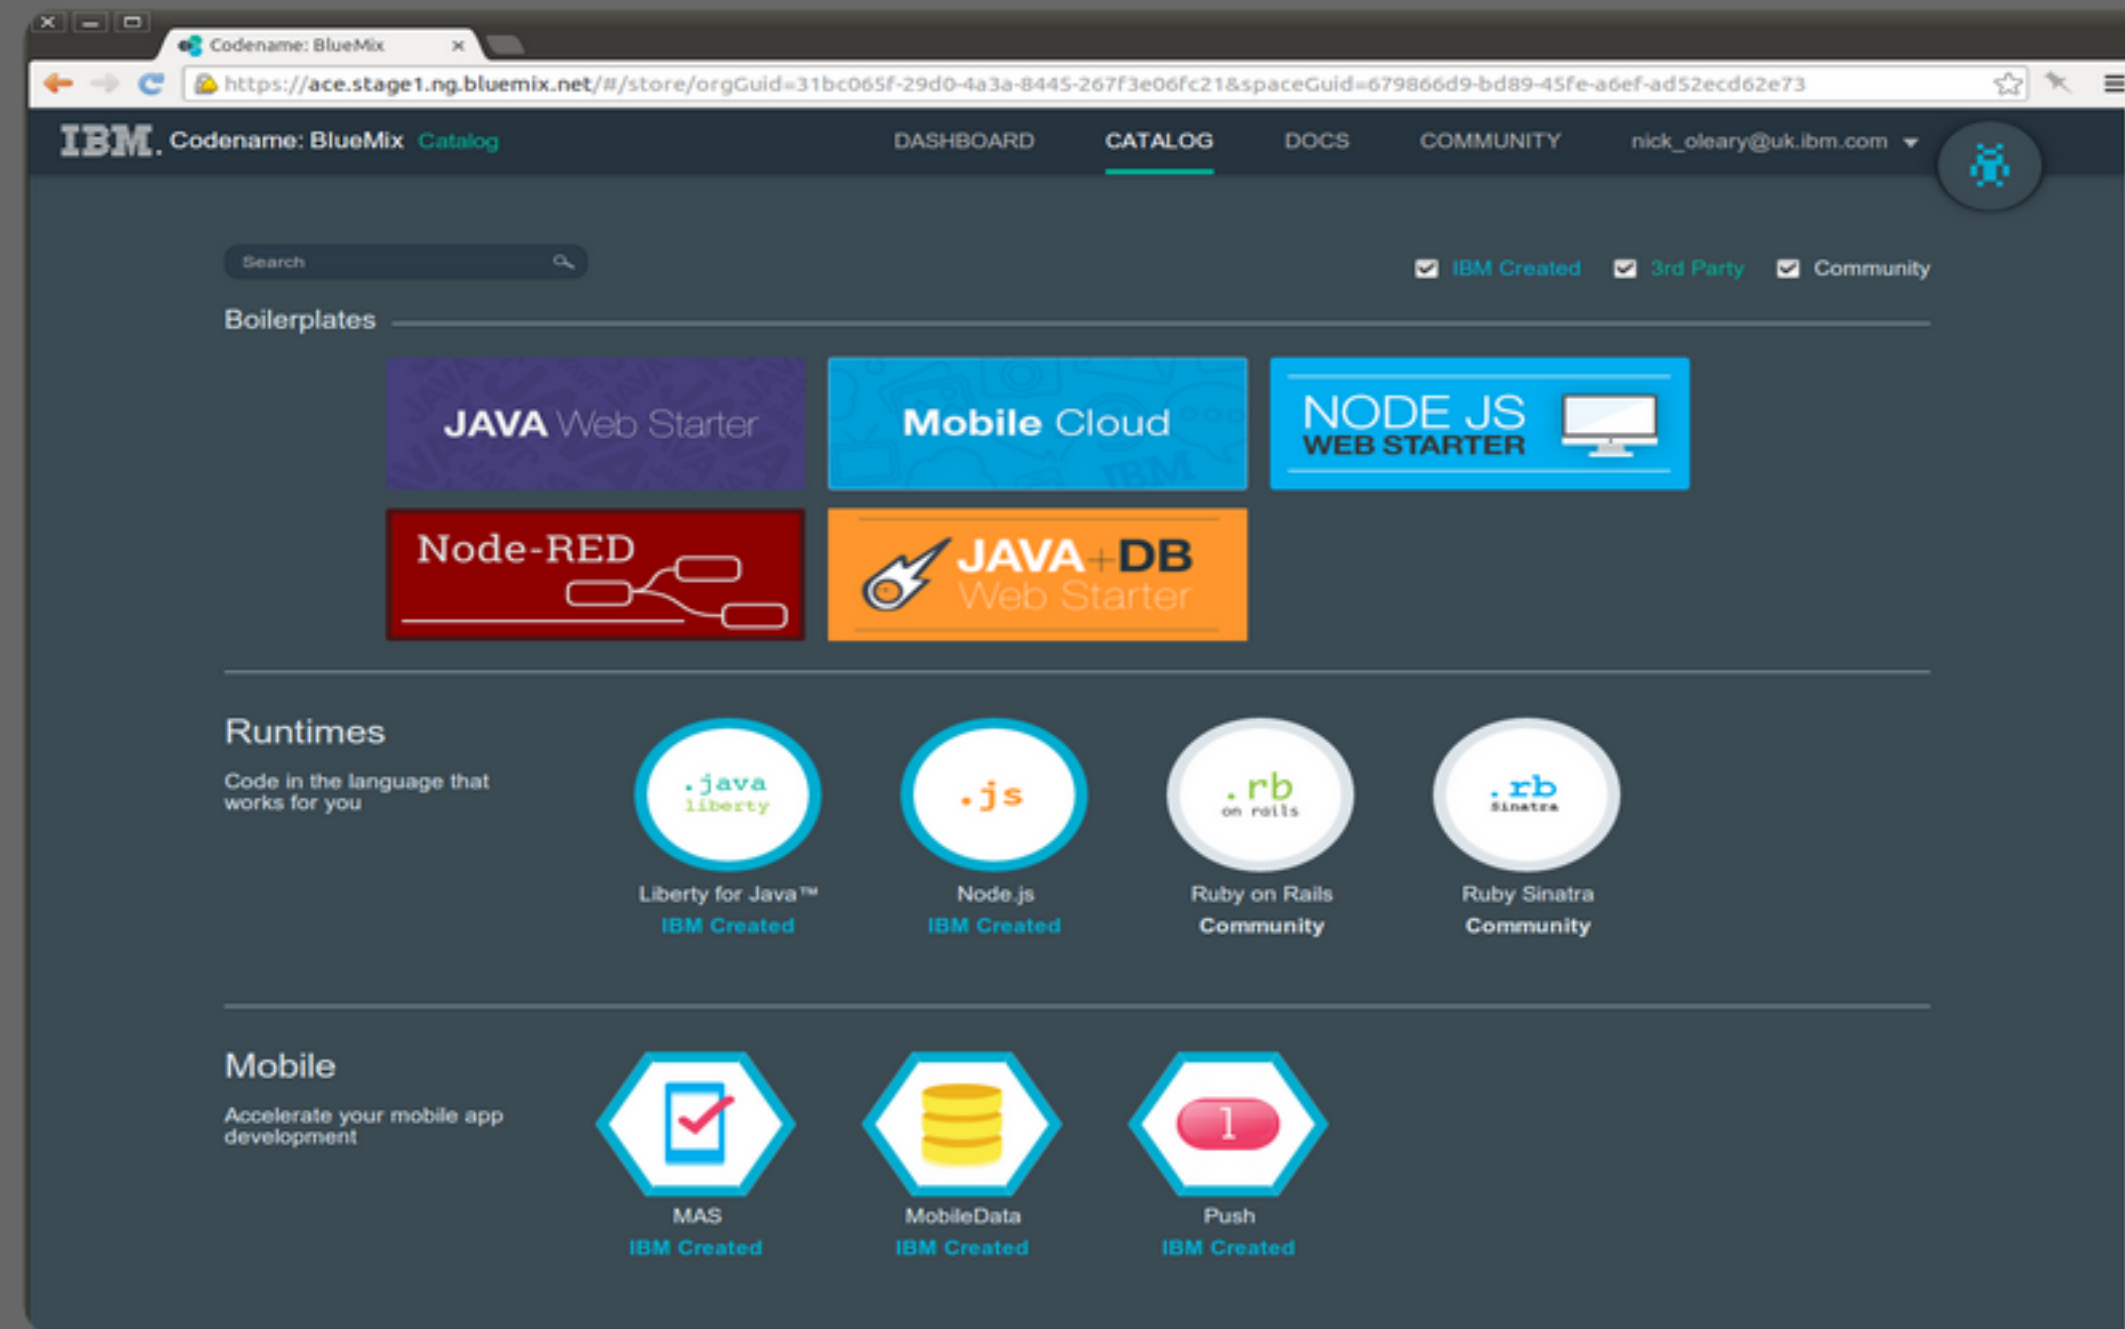 Codename: BlueMix
https://ace.stage1.ng.bluemix.net/#/store/orgGuid=31bc065f-29d0-4a3a-8445-267f3e06fc21&spaceGuid=679866d9-bd89-45fe-a6ef-ad52ecd62e73
IBM. Codename: BlueMix Catalog DASHBOARD CATALOG DOCS COMMUNITY nick_oleary@uk.ibm.com
Search IBM Created 3rd Party Community
Boilerplates
JAVA Web Starter
Mobile Cloud
IBM
NODE JS
WEB STARTER
Node-RED
JAVA+DB
Web Starter
Runtimes
Code in the language that
works for you
.java
liberty
.js
.rb
on rails
.rb
Sinatra
Liberty for Java™ Node.js Ruby on Rails Ruby Sinatra
IBM Created IBM Created Community Community
Mobile
Accelerate your mobile app
development
1
MAS MobileData Push
IBM Created IBM Created IBM Created